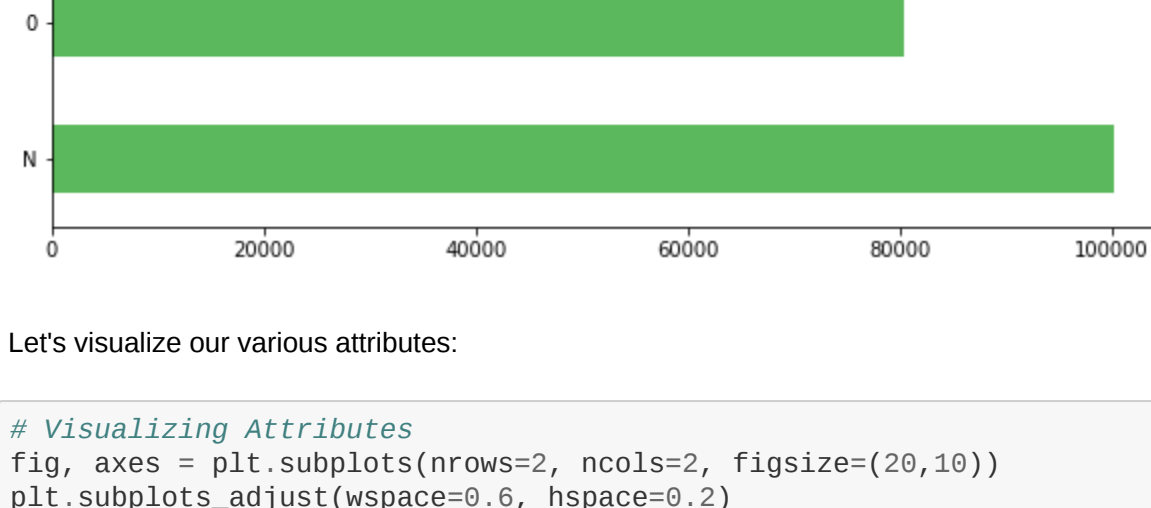 0
N
0 20000 40000 60000 80000 100000
Let's visualize our various attributes:
# Visualizing Attributes
fig, axes = plt.subplots(nrows=2, ncols=2, figsize=(20,10))
plt.subplots_adjust(wspace=0.6, hspace=0.2)